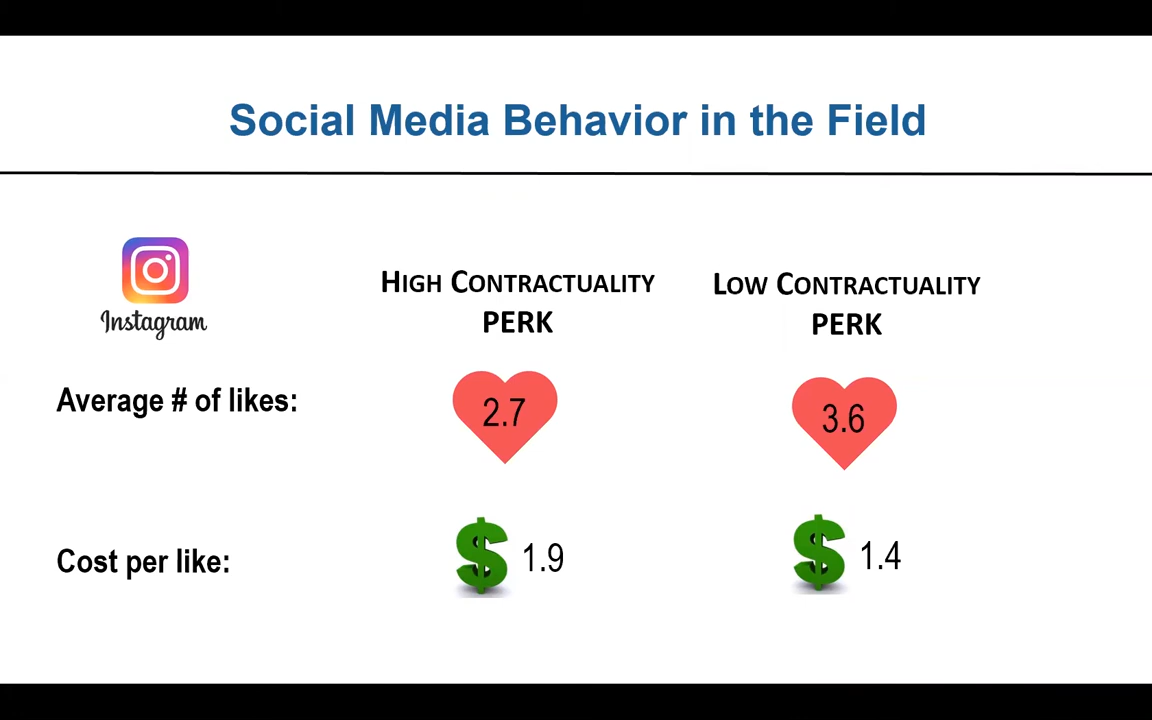 Social Media Behavior in the Field
Instagram
HIGH CONTRACTUALITY
PERK
LOW CONTRACTUALITY
PERK
Average # of likes:
2.7
3.6
Cost per like:
$ 1.9
$ 1.4